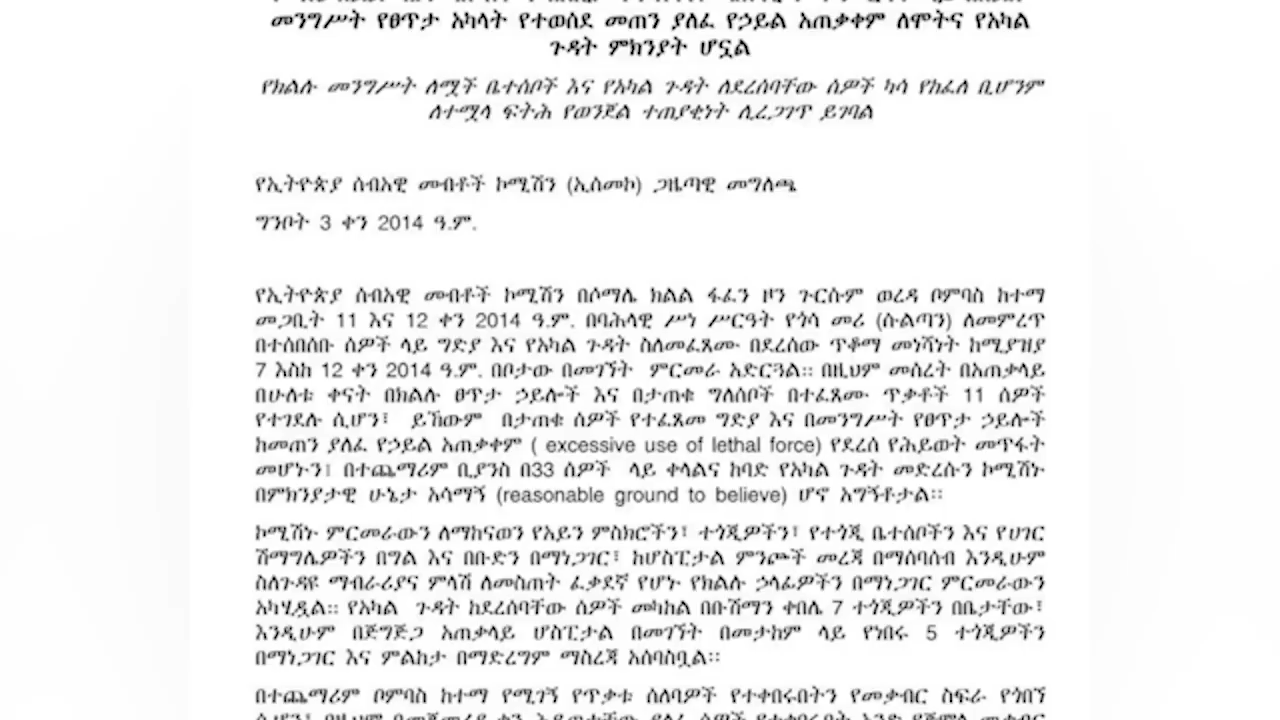 መንግሥት የፀጥታ አካላት የተወሰደ መጠን ያለፈ የኃይል አጠቃቀም ለሞትና የአካል
ጉዳት ምክንያት ሆኗል
የክልሉ መንግሥት ለሟች ቤተሰቦች እና የአካል ጉዳት ለደረሰባቸው ሰዎች ካሳ የከፈለ ቢሆንም
ለተሟላ ፍትሕ የወንጀል ተጠያቂነት ሊረጋገጥ ይገባል
የኢትዮጵያ ሰብአዊ መብቶች ኮሚሽን (ኢሰመኮ) ጋዜጣዊ መግለጫ
ግንቦት 3 ቀን 2014 ዓ.ም.
የኢትዮጵያ ሰብአዊ መብቶች ኮሚሽን በሶማሌ ክልል ፋፈን ዞን ጉርሱም ወረዳ ቦምባስ ከተማ
መጋቢት 11 እና 12 ቀን 2014 ዓ.ም. በባሕላዊ ሥነ ሥርዓት የጎሳ መሪ (ሱልጣን) ለመምረጥ
በተሰበሰቡ ሰዎች ላይ ግድያ እና የአካል ጉዳት ስለመፈጸሙ በደረሰው ጥቆማ መነሻነት ከሚያዝያ
7 እስከ 12 ቀን 2014 ዓ.ም. በቦታው በመገኘት ምርመራ አድርጓል። በዚህም መሰረት በአጠቃላይ
በሁለቱ ቀናት በክልሉ ፀጥታ ኃይሎች እና በታጠቁ ግለሰቦች በተፈጸሙ ጥቃቶች 11 ሰዎች
የተገደሉ ሲሆን፣ ይኸውም በታጠቁ ሰዎች የተፈጸመ ግድያ እና በመንግሥት የፀጥታ ኃይሎች
ከመጠን ያለፈ የኃይል አጠቃቀም ( excessive use of lethal force) የደረሰ የሕይወት መጥፋት
መሆኑን፤ በተጨማሪም ቢያንስ በ33 ሰዎች ላይ ቀላልና ከባድ የአካል ጉዳት መድረሱን ኮሚሽኑ
በምክንያታዊ ሁኔታ አሳማኝ (reasonable ground to believe) ሆኖ አግኝቶታል።
ኮሚሽኑ ምርመራውን ለማከናወን የአይን ምስክሮችን፣ ተጎጂዎችን፣ የተጎጂ ቤተሰቦችን እና የሀገር
ሽማግሌዎችን በግል እና በቡድን በማነጋገር፣ ከሆስፒታል ምንጮች መረጃ በማሰባሰብ እንዲሁም
ስለጉዳዩ ማብራሪያና ምላሽ ለመስጠት ፈቃደኛ የሆኑ የክልሉ ኃላፊዎችን በማነጋገር ምርመራውን
አካሂዷል። የአካል ጉዳት ከደረሰባቸው ሰዎች መካከል በቡሽማን ቀበሌ 7 ተጎጂዎችን በቤታቸው፣
እንዲሁም በጅግጅጋ አጠቃላይ ሆስፒታል በመገኘት በመታከም ላይ የነበሩ 5 ተጎጂዎችን
በማነጋገር እና ምልከታ በማድረግም ማስረጃ አሰባስቧል።
በተጨማሪም ቦምባስ ከተማ የሚገኝ የጥቃቱ ሰለባዎች የተቀበሩበትን የመቃብር ስፍራ የጎበኘ